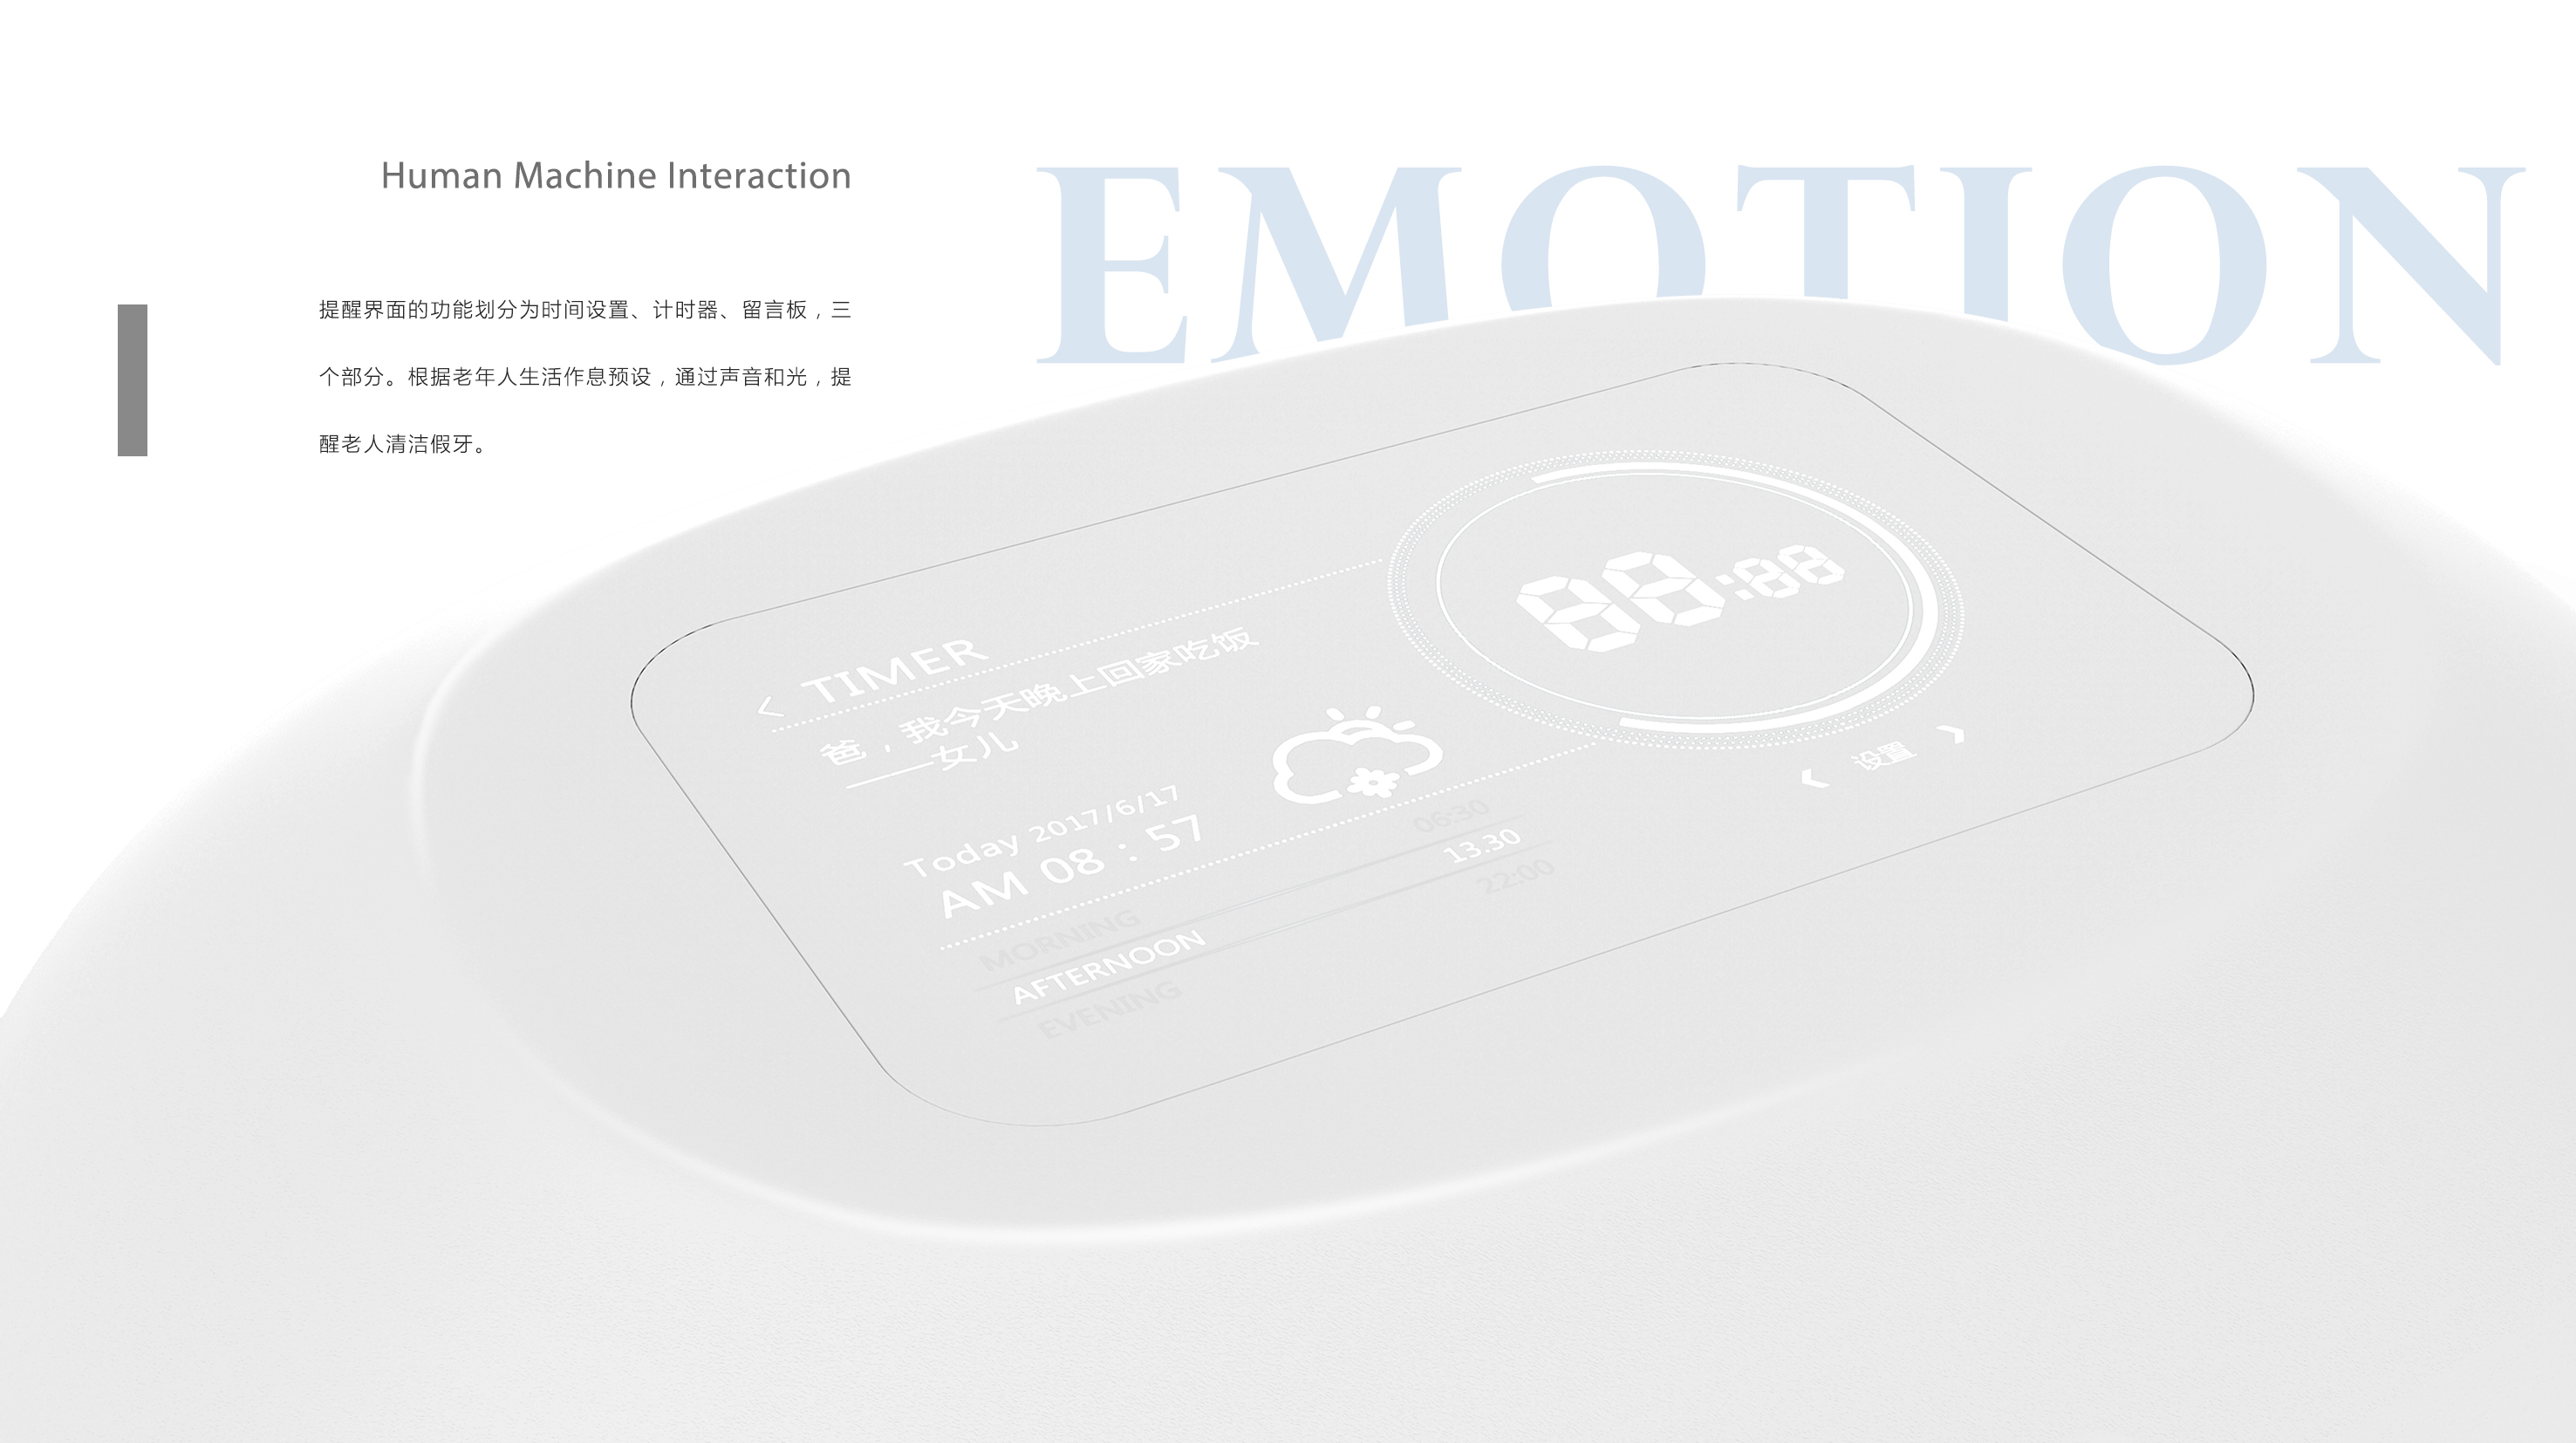 Human Machine Interaction
EMOTION
提醒界面的功能划分为时间设置、计时器、留言板，三
个部分。根据老年人生活作息预设，通过声音和光，提
醒老人清洁假牙。
< TIMER
爸，我今天晚上回家吃饭
——女儿
88:88
‹ 设置 ›
Today 2017/6/17
AM 08 : 57
MORNING 06:30
AFTERNOON 13.30
EVENING 22:00